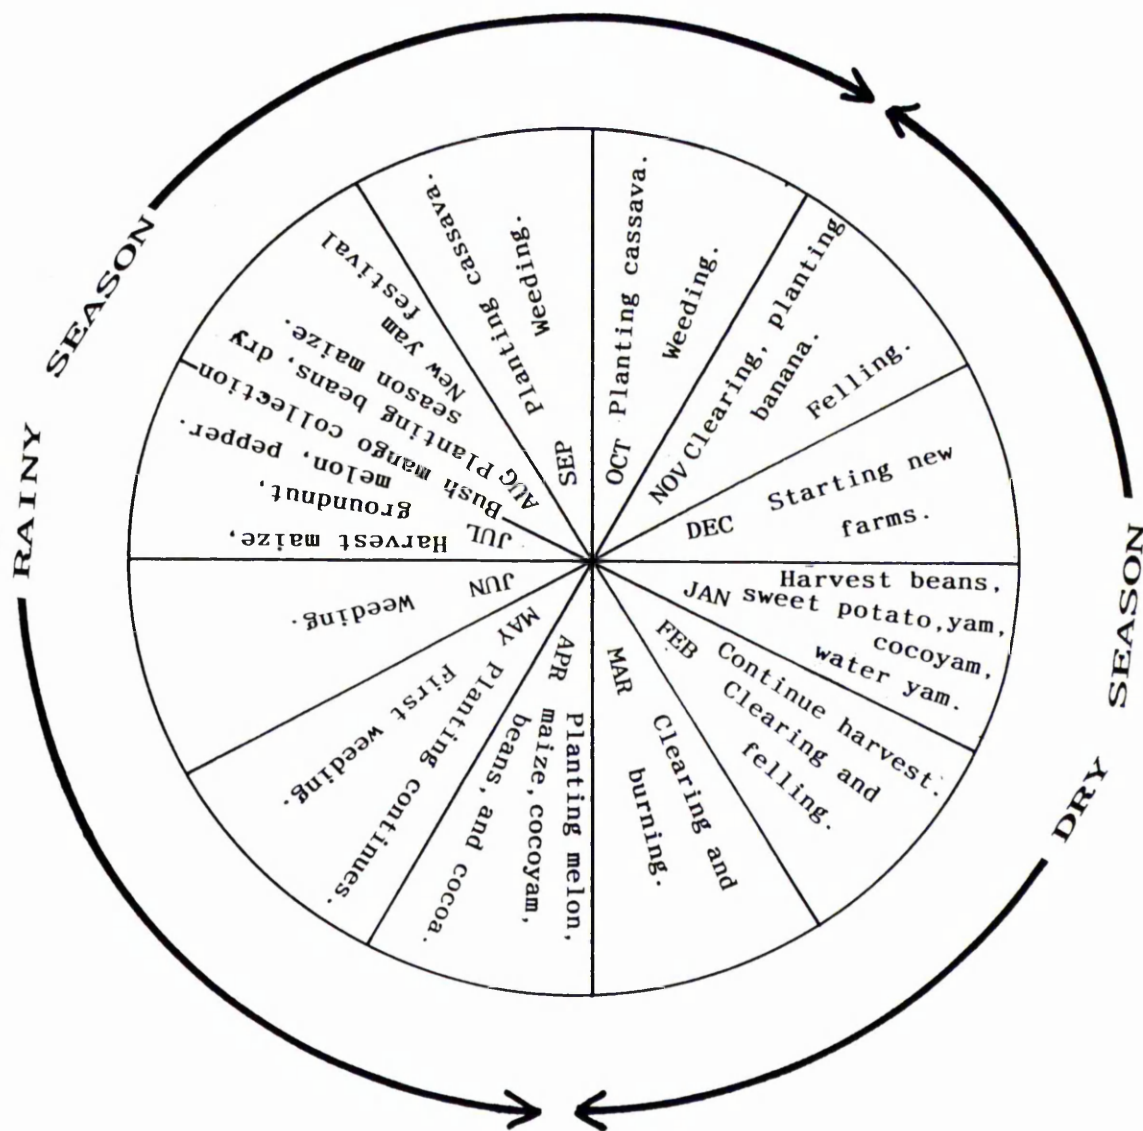 RAINY SEASON
DRY SEASON
JAN Harvest beans,
sweet potato,yam,
cocoyam,
water yam.
FEB Continue harvest.
Clearing and
felling.
MAR Clearing and
burning.
APR Planting melon,
maize,cocoyam,
beans, and cocoa.
MAY Planting continues.
First weeding.
JUN Weeding.
JUL Harvest maize,
groundnut,
melon, pepper.
Bush mango collection
AUG Planting beans, dry
season maize.
New yam
festival
SEP Planting cassava.
Weeding.
OCT Planting cassava.
Weeding.
NOV Clearing, planting
banana.
Felling.
DEC Starting new
farms.